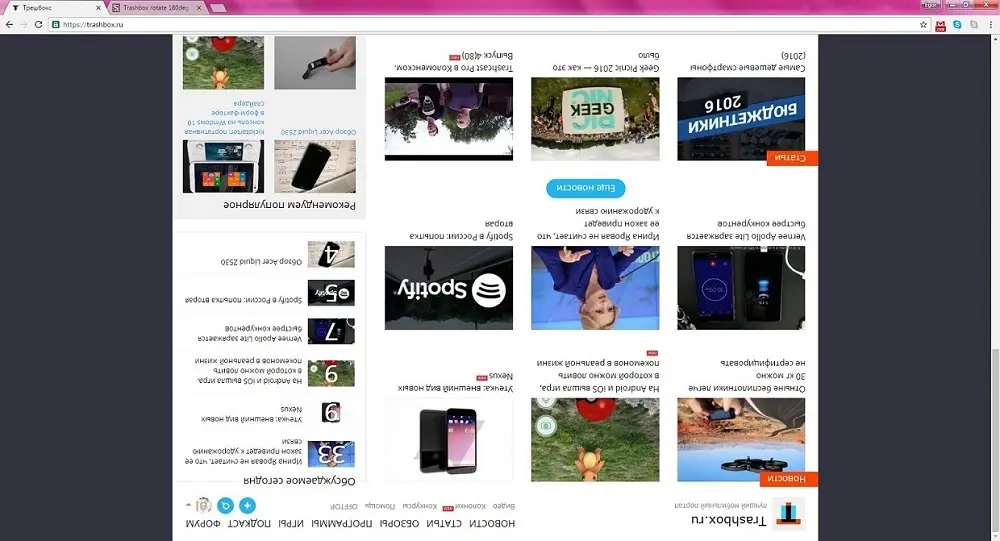 Трешбокс
Trashbox rotate 180deg
Egor
https://trashbox.ru
Trashbox.ru
лучший мобильный портал
НОВОСТИ СТАТЬИ ОБЗОРЫ ПРОГРАММЫ ИГРЫ ПОДКАСТ ФОРУМ
Видео Колонки Конкурсы Помощь OFFTOP
Новости
Отныне беспилотники легче
30 кг можно
не сертифицировать
На Android и iOS вышла игра,
в которой можно ловить
покемонов в реальной жизни
new
Утечка: внешний вид новых
Nexus new
Vernee Apollo Lite заряжается
быстрее конкурентов
Ирина Яровая не считает, что
ее закон приведет
к удорожанию связи
Spotify
Spotify в России: попытка
вторая
Еще новости
Обсуждаемое сегодня
33
Ирина Яровая не считает, что ее
закон приведет к удорожанию
связи
9
Утечка: внешний вид новых
Nexus
9
На Android и iOS вышла игра,
в которой можно ловить
покемонов в реальной жизни
7
Vernee Apollo Lite заряжается
быстрее конкурентов
5
Spotify в России: попытка вторая
4
Обзор Acer Liquid Z530
Статьи
БЮДЖЕТНИКИ
2016
Самые дешевые смартфоны
(2016)
PIC
GEEK
NIC
Geek Picnic 2016 — как это
было
Trashcast Pro в Коломенском.
Выпуск 4(80) new
Рекомендуем популярное
Обзор Acer Liquid Z530
Kickstarter: портативная
консоль на Windows 10
в форм-факторе
слайдера